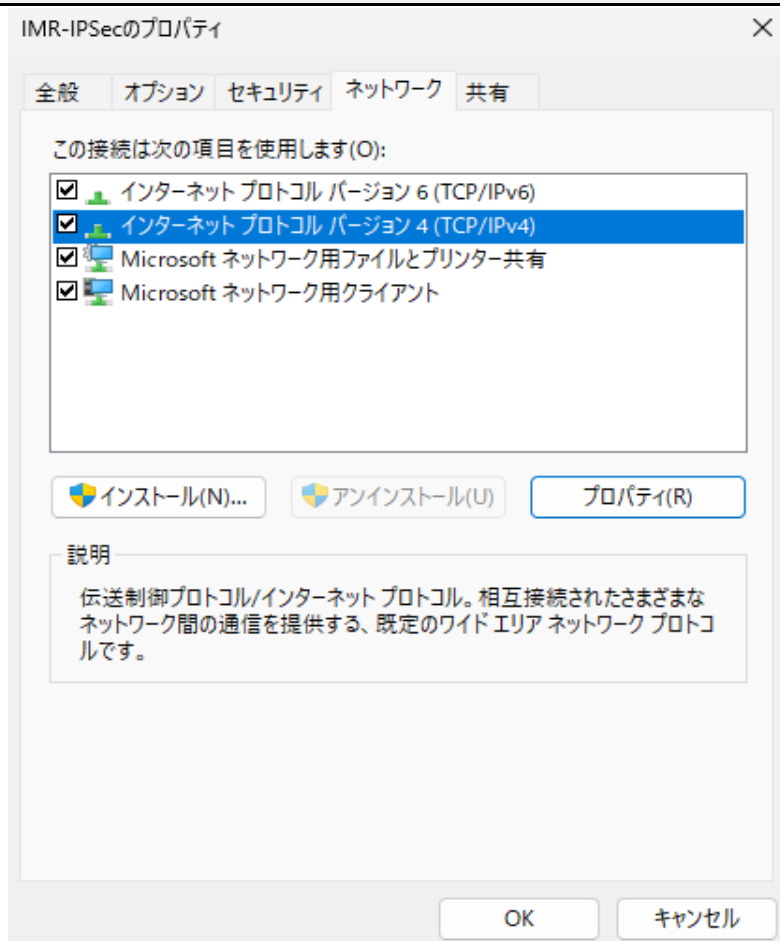 IMR-IPSecのプロパティ
全般 オプション セキュリティ ネットワーク 共有
この接続は次の項目を使用します(O):
インターネット プロトコル バージョン 6 (TCP/IPv6)
インターネット プロトコル バージョン 4 (TCP/IPv4)
Microsoft ネットワーク用ファイルとプリンター共有
Microsoft ネットワーク用クライアント
インストール(N)... アンインストール(U) プロパティ(R)
説明
伝送制御プロトコル/インターネット プロトコル。相互接続されたさまざまな
ネットワーク間の通信を提供する、既定のワイド エリア ネットワーク プロトコ
ルです。
OK キャンセル